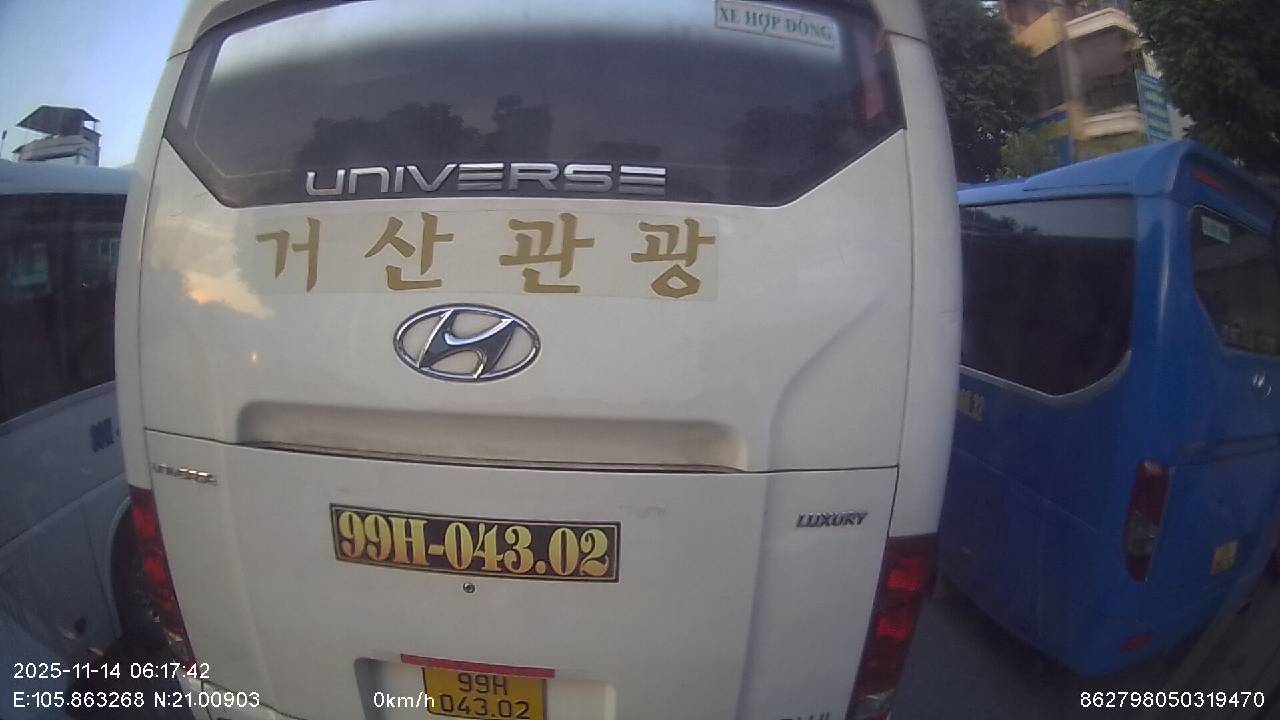 XE HỢP ĐỒNG
UNIVERSE
거산관광
UNIVERSE
LUXURY
99H-043.02
99H
043.02
2025-11-14 06:17:42
E:105.863268 N:21.00903
0km/h
862798050319470